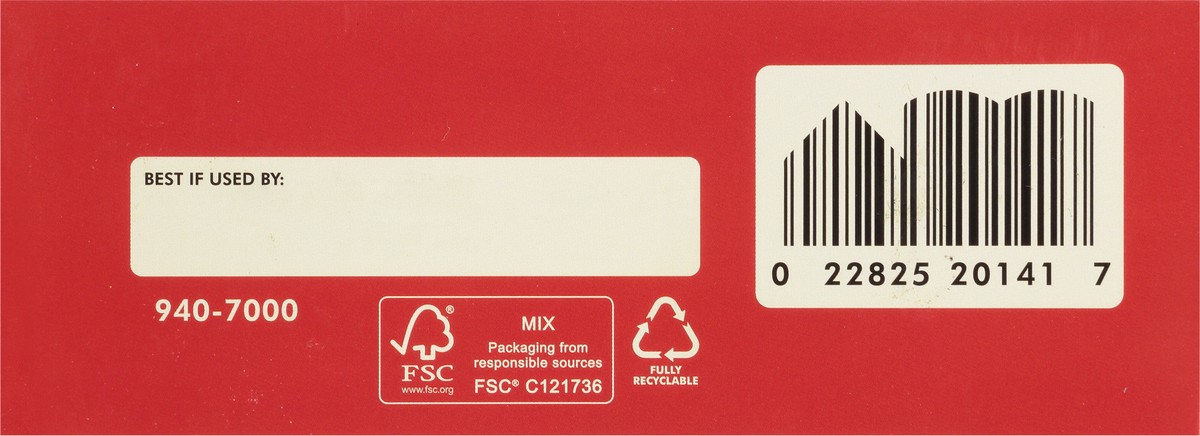 BEST IF USED BY:
940-7000
®
FSC
www.fsc.org
MIX
Packaging from
responsible sources
FSC® C121736
FULLY
RECYCLABLE
0 22825 20141 7